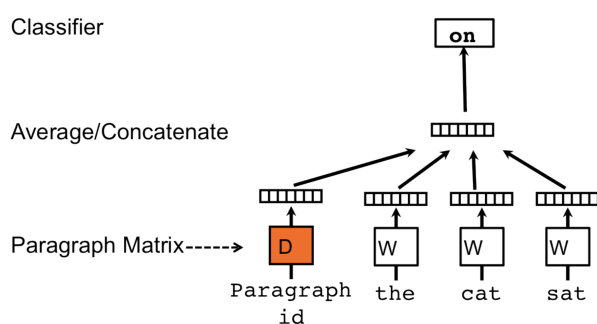 Classifier
on
Average/Concatenate
Paragraph Matrix
D
W
W
W
Paragraph
id
the
cat
sat